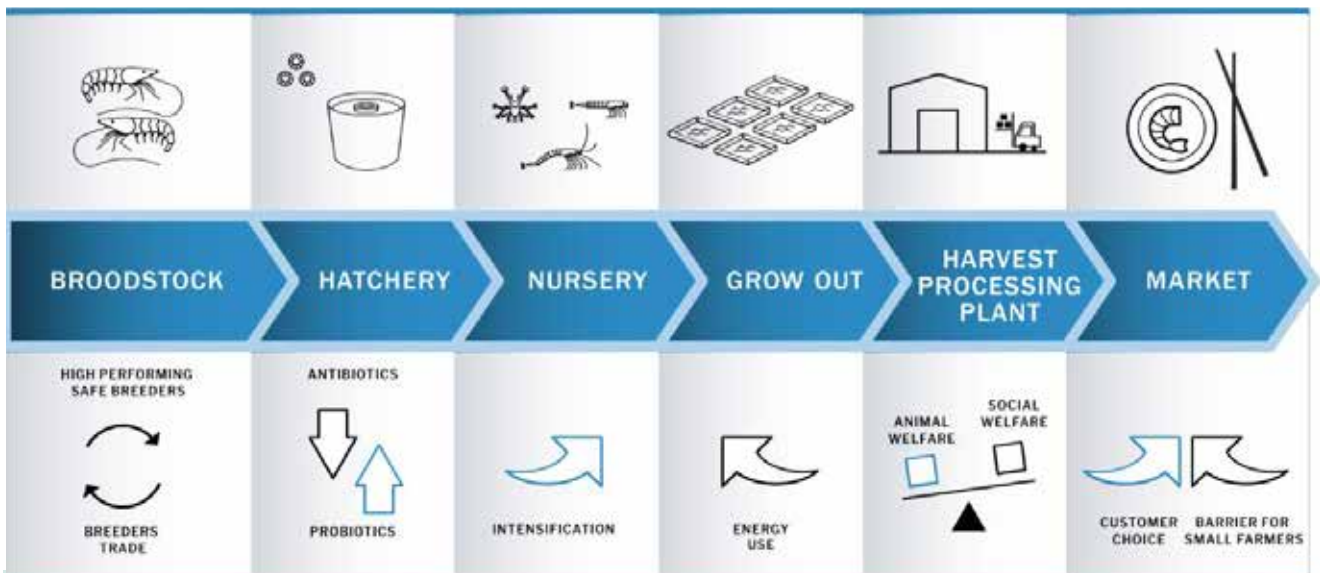 BROODSTOCK
HATCHERY
NURSERY
GROW OUT
HARVEST
PROCESSING
PLANT
MARKET
HIGH PERFORMING
SAFE BREEDERS
BREEDERS
TRADE
ANTIBIOTICS
PROBIOTICS
INTENSIFICATION
ENERGY
USE
ANIMAL
WELFARE
SOCIAL
WELFARE
CUSTOMER
CHOICE
BARRIER FOR
SMALL FARMERS